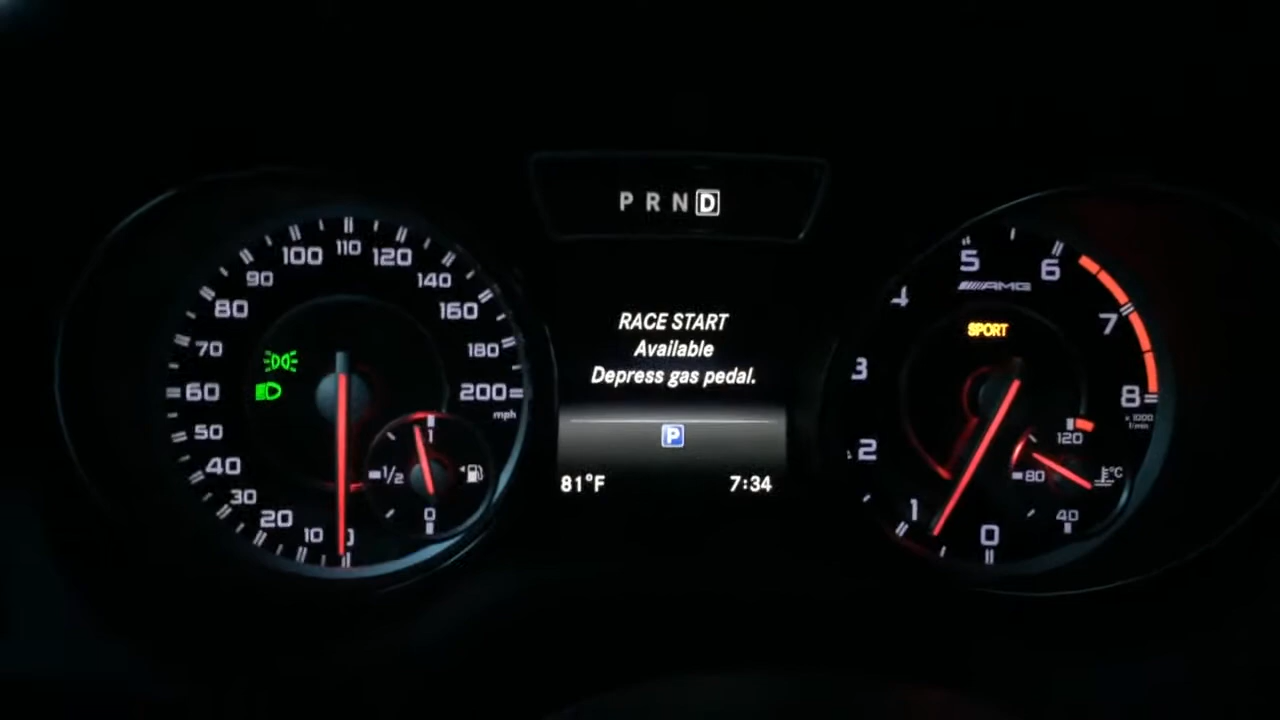 P R N D
100 110 120
90 140
80 160
70 180
60 200
mph
50
40
30
20
10 0
1
1/2
0
RACE START
Available
Depress gas pedal.
P
81°F 7:34
5 6
4 AMG
7
SPORT
3
8
x 1000
1/min
2
120
80 °C
1 40
0